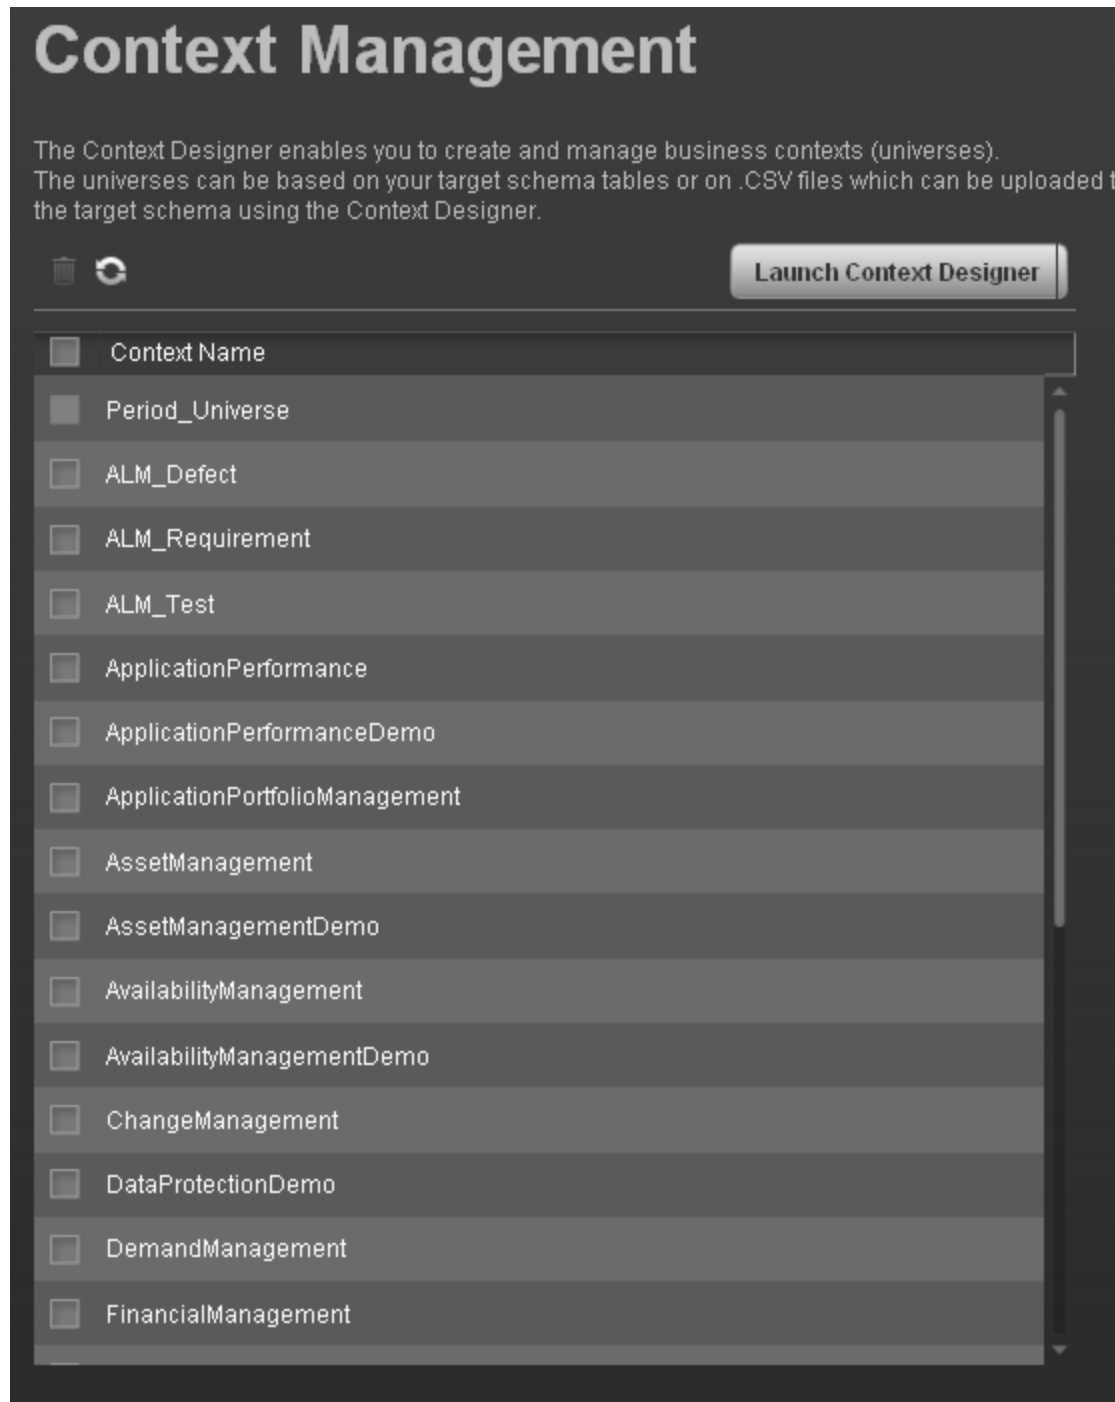 Context Management
The Context Designer enables you to create and manage business contexts (universes).
The universes can be based on your target schema tables or on .CSV files which can be uploaded
the target schema using the Context Designer.
Launch Context Designer
Context Name
Period_Universe
ALM_Defect
ALM_Requirement
ALM_Test
ApplicationPerformance
ApplicationPerformanceDemo
ApplicationPortfolioManagement
AssetManagement
AssetManagementDemo
AvailabilityManagement
AvailabilityManagementDemo
ChangeManagement
DataProtectionDemo
DemandManagement
FinancialManagement